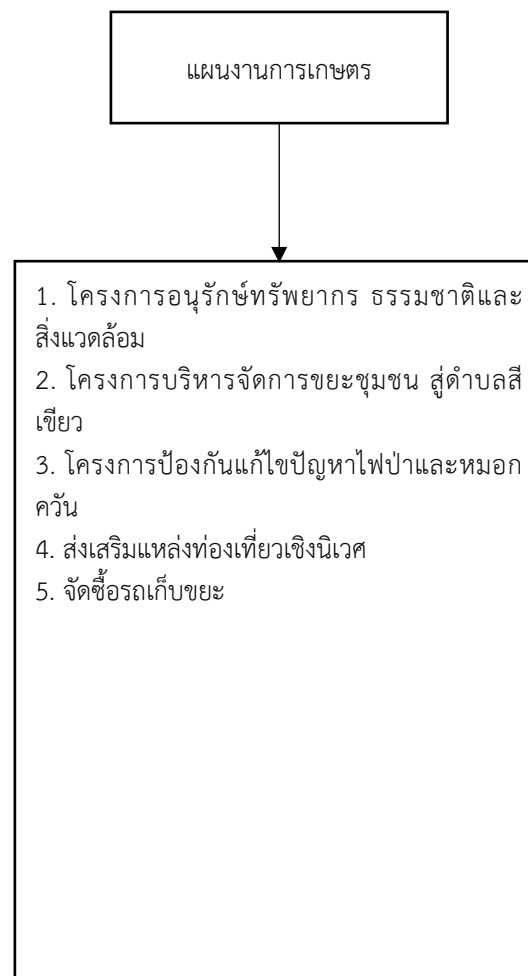 แผนงานการเกษตร
1. โครงการอนุรักษ์ทรัพยากร ธรรมชาติและ
สิ่งแวดล้อม
2. โครงการบริหารจัดการขยะชุมชน สู่ตำบลสี
เขียว
3. โครงการป้องกันแก้ไขปัญหาไฟป่าและหมอก
ควัน
4. ส่งเสริมแหล่งท่องเที่ยวเชิงนิเวศ
5. จัดซื้อรถเก็บขยะ